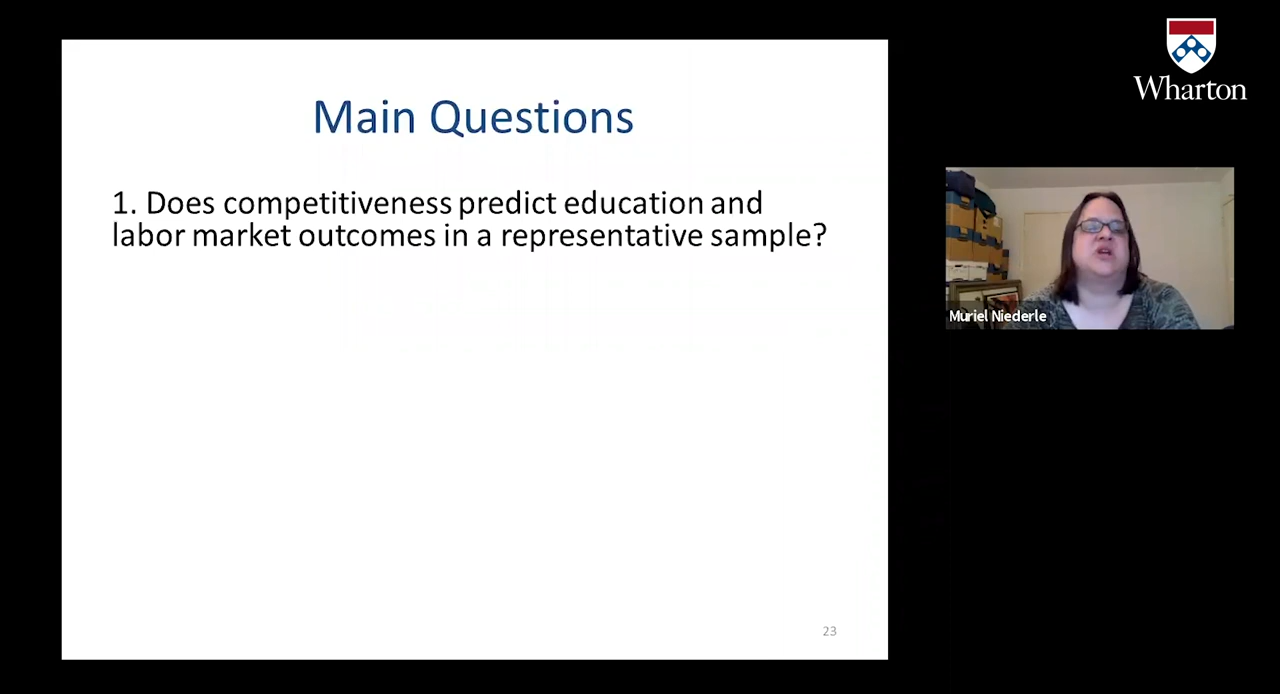 Main Questions
1. Does competitiveness predict education and
labor market outcomes in a representative sample?
23
Wharton
Muriel Niederle